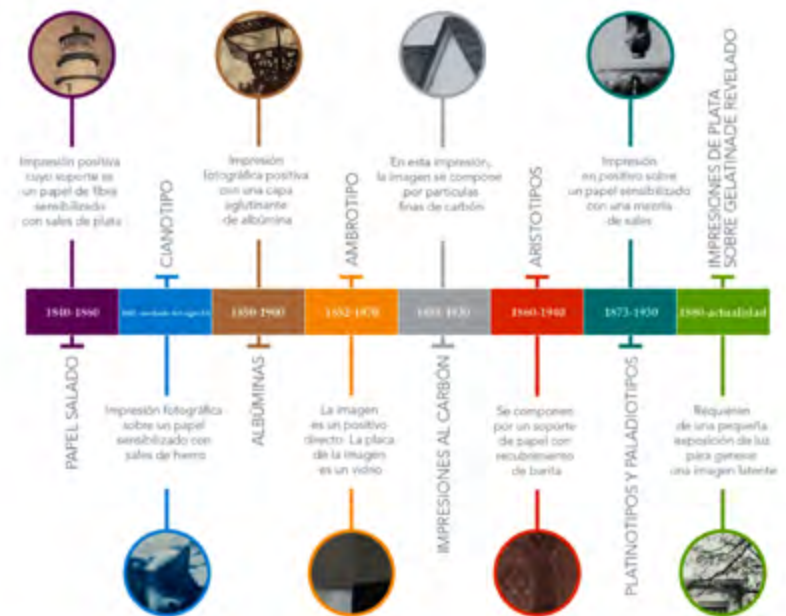 Impresión positiva
cuyo soporte es
un papel de fibra
sensibilizado
con sales de plata
CIANOTIPO
Impresión
fotográfica positiva
con una capa
aglutinante
de albúmina
AMBROTIPO
En esta impresión,
la imagen se compone
por partículas
finas de carbón
ARISTOTIPOS
Impresión
en positivo sobre
un papel sensibilizado
con una mezcla
de sales
IMPRESIONES DE PLATA
SOBRE GELATINADE REVELADO
1840-1860
1850-1900
1852-1870
1860-1940
1873-1930
1880-actualidad
PAPEL SALADO
Impresión fotográfica
sobre un papel
sensibilizado con
sales de hierro
ALBÚMINAS
La imagen
es un positivo
directo. La placa
de la imagen
es un vidrio
IMPRESIONES AL CARBÓN
Se componen
por un soporte
de papel con
recubrimiento
de barita
PLATINOTIPOS Y PALADIOTIPOS
Requieren
de una pequeña
exposición de luz
para generar
una imagen latente